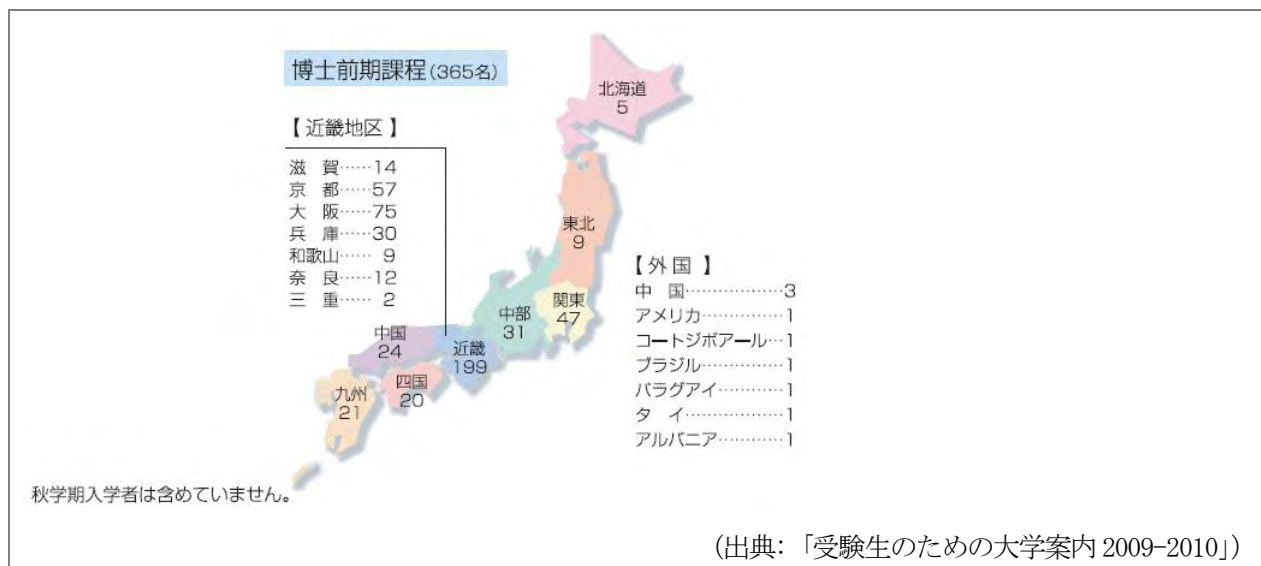 博士前期課程(365名)
【近畿地区】
滋 賀……14
京 都……57
大 阪……75
兵 庫……30
和歌山…… 9
奈 良……12
三 重…… 2
北海道
5
東北
9
関東
47
中部
31
近畿
199
中国
24
四国
20
九州
21
【外国】
中 国………………3
アメリカ……………1
コートジボアール…1
ブラジル……………1
パラグアイ…………1
タ イ………………1
アルバニア…………1
秋学期入学者は含めていません。
(出典:「受験生のための大学案内 2009-2010」)